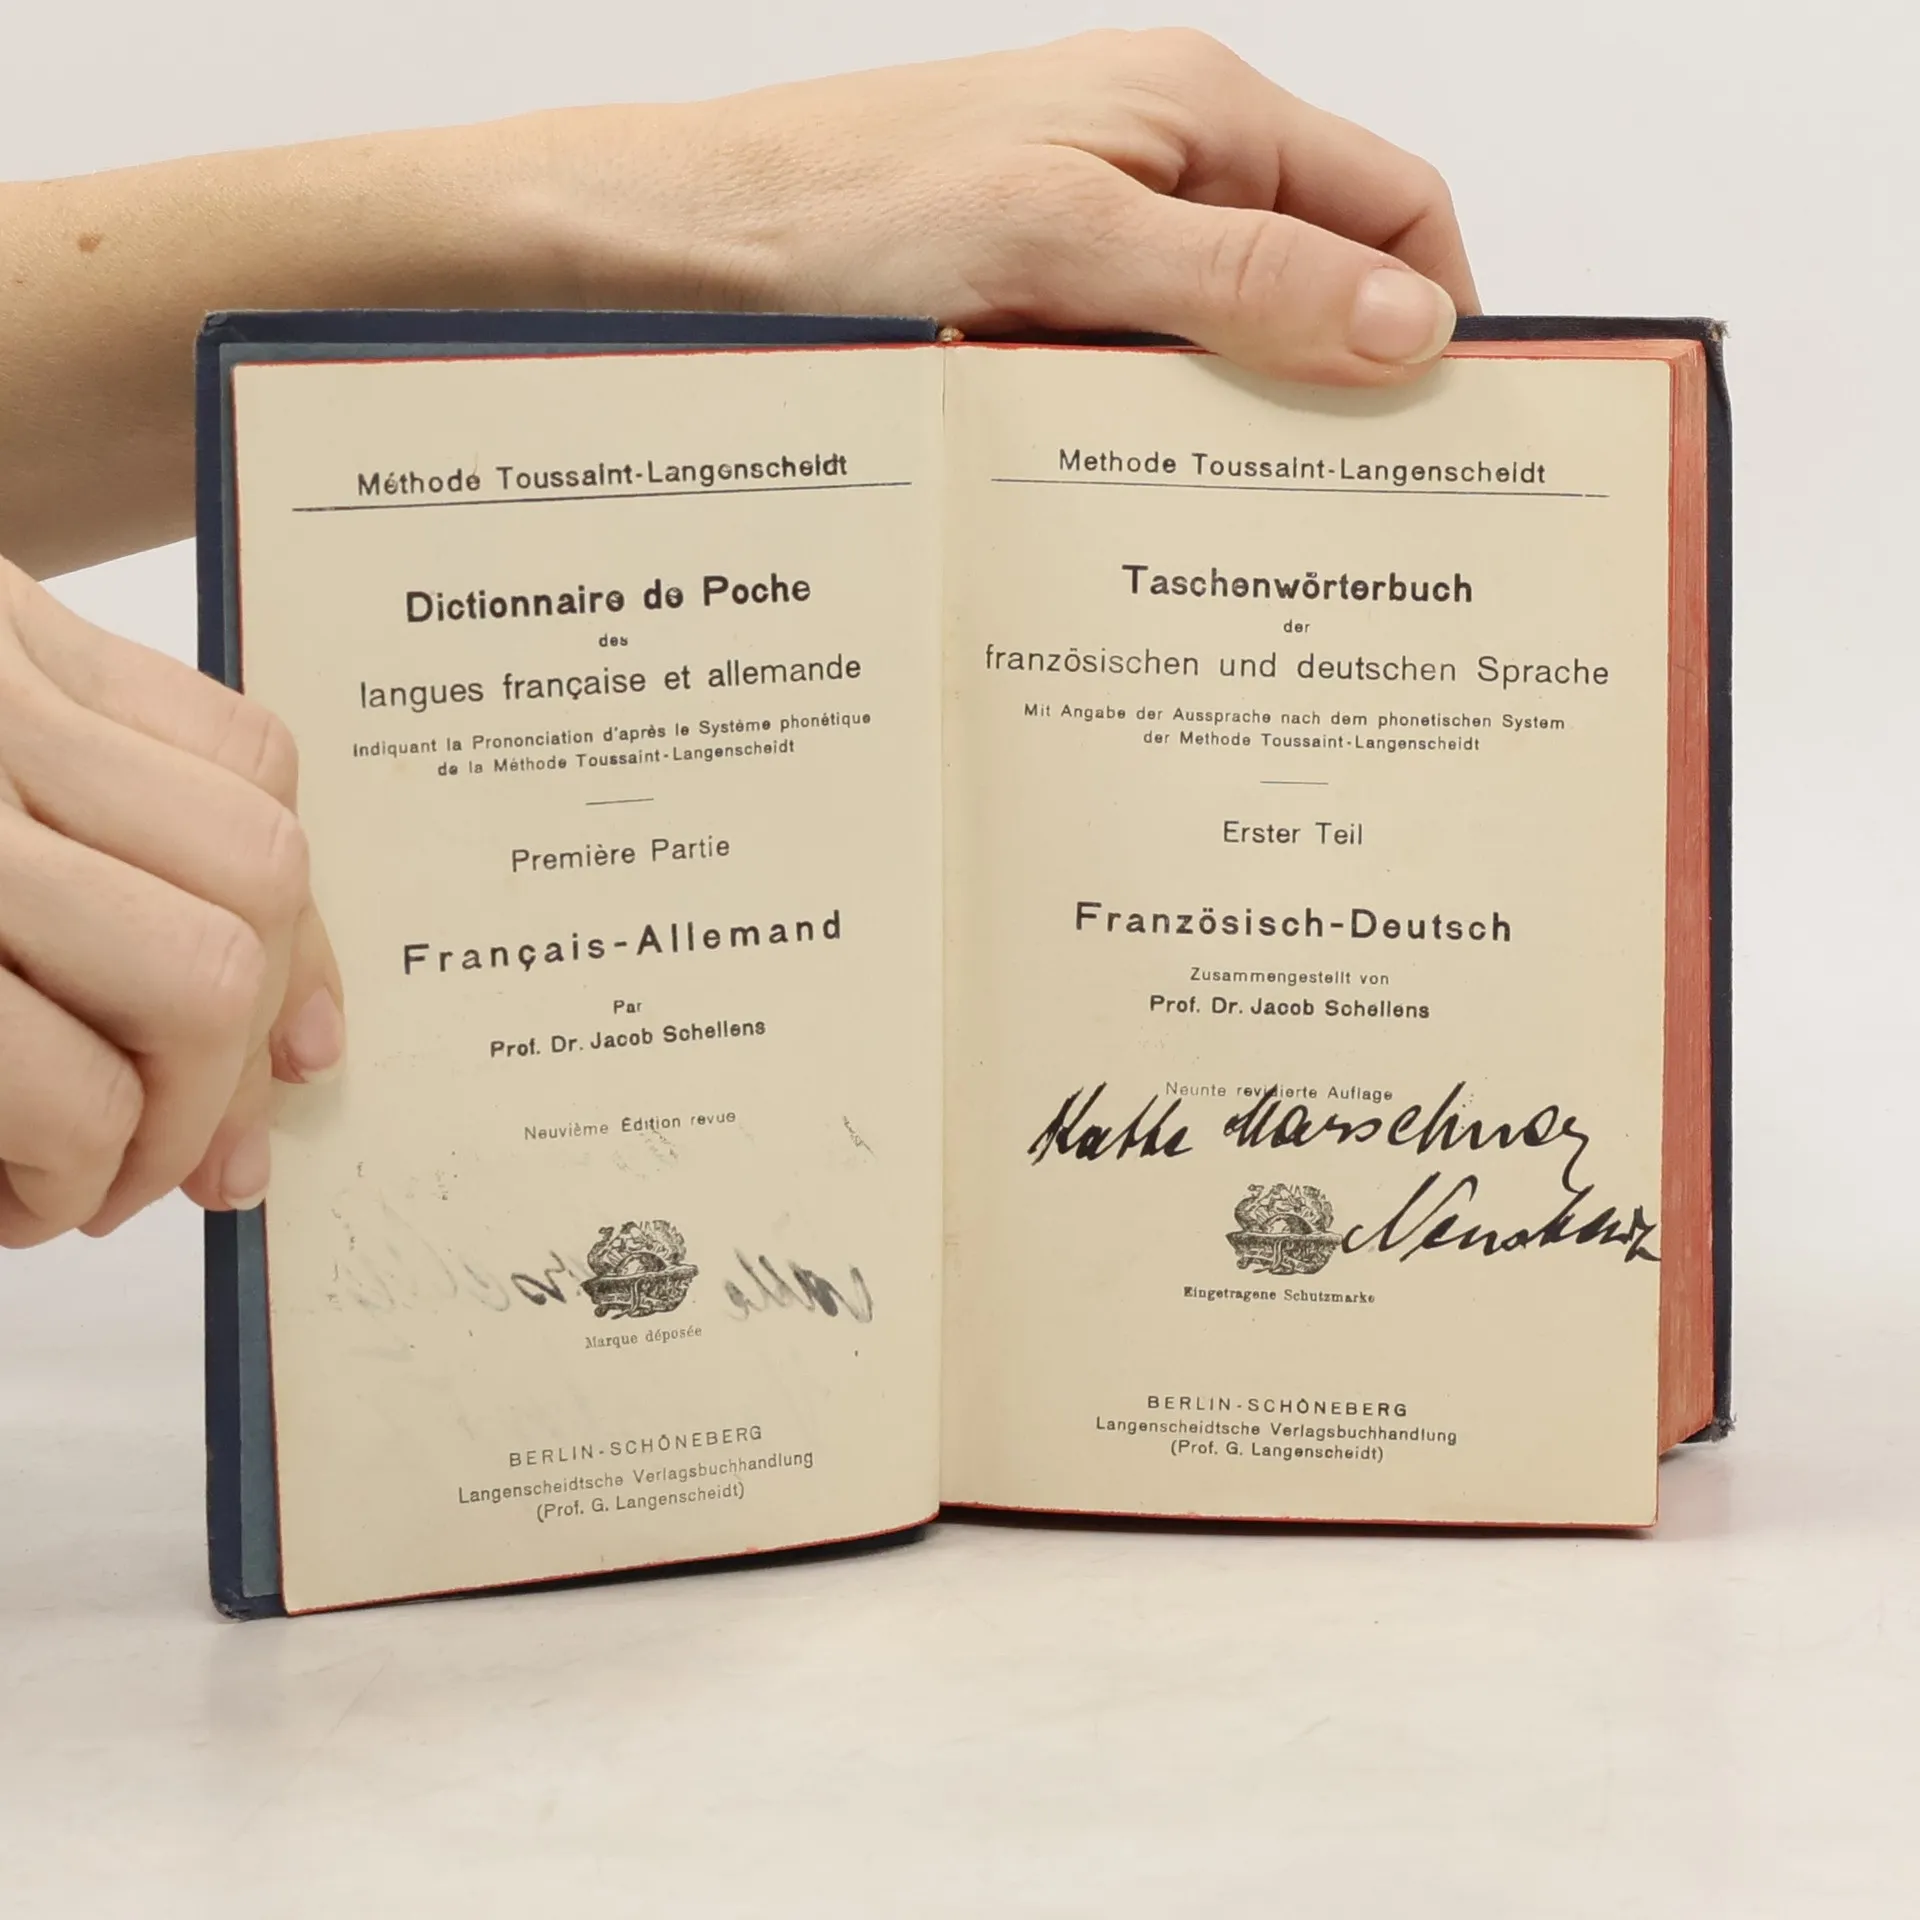 Méthode Toussaint-Langenscheidt
Dictionnaire de Poche
des
langues française et allemande
Indiquant la Prononciation d'après le Système phonétique
de la Méthode Toussaint-Langenscheidt
Première Partie
Français-Allemand
Par
Prof. Dr. Jacob Schellens
Neuvième Édition revue
Marque déposée
BERLIN-SCHÖNEBERG
Langenscheidtsche Verlagsbuchhandlung
(Prof. G. Langenscheidt)
Methode Toussaint-Langenscheidt
Taschenwörterbuch
der
französischen und deutschen Sprache
Mit Angabe der Aussprache nach dem phonetischen System
der Methode Toussaint-Langenscheidt
Erster Teil
Französisch-Deutsch
Zusammengestellt von
Prof. Dr. Jacob Schellens
Neunte revidierte Auflage
Marschner
Eingetragene Schutzmarke
BERLIN-SCHÖNEBERG
Langenscheidtsche Verlagsbuchhandlung
(Prof. G. Langenscheidt)